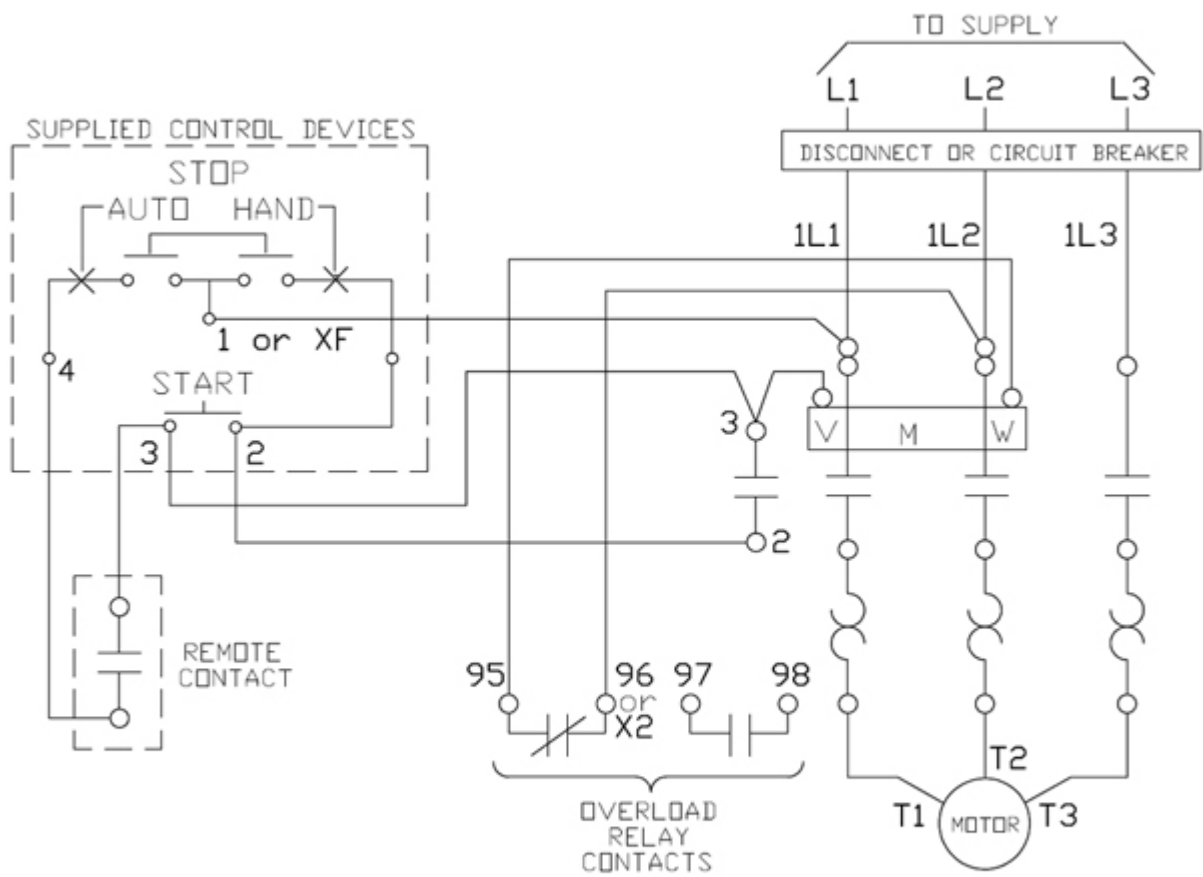 TO SUPPLY
L1 L2 L3
SUPPLIED CONTROL DEVICES
DISCONNECT OR CIRCUIT BREAKER
STOP
AUTO HAND
1L1 1L2 1L3
1 or XF
4
START
3 2
3
V M W
2
REMOTE
CONTACT
95 96 97 98
or
X2
T2
T1 MOTOR T3
OVERLOAD
RELAY
CONTACTS